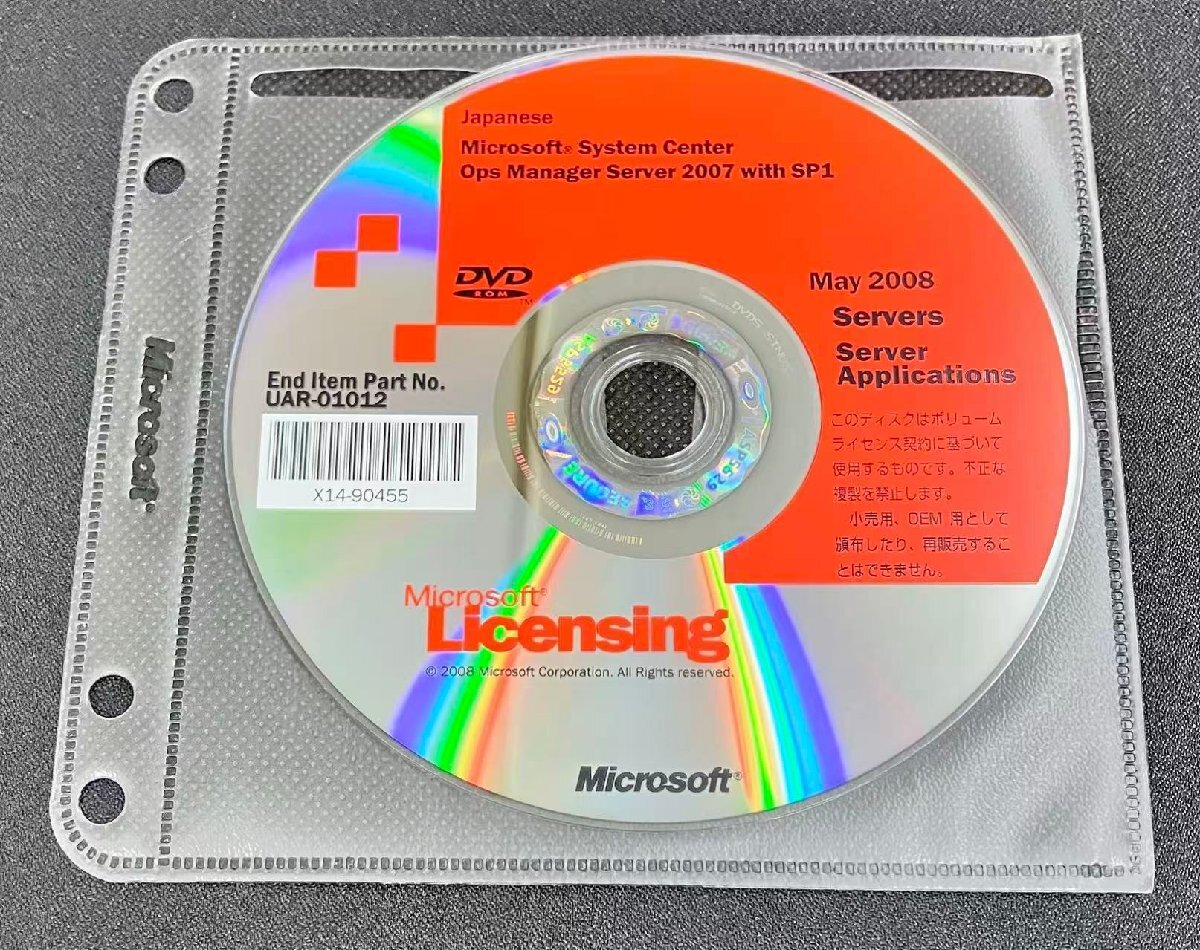 Japanese
Microsoft® System Center
Ops Manager Server 2007 with SP1
DVD
ROM
TM
May 2008
Servers
Server
Applications
End Item Part No.
UAR-01012
X14-90455
このディスクはボリューム
ライセンス契約に基づいて
使用するものです。不正な
複製を禁止します。
小売用、OEM 用として
頒布したり、再販売するこ
とはできません。
Microsoft®
Licensing
© 2008 Microsoft Corporation. All Rights reserved.
Microsoft®
Microsoft